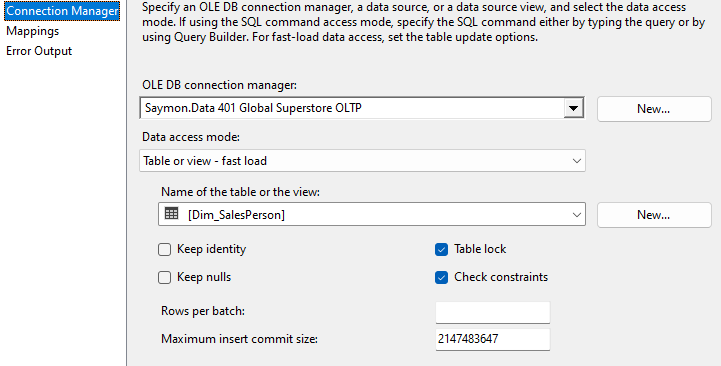 Connection Manager
Mappings
Error Output
Specify an OLE DB connection manager, a data source, or a data source view, and select the data access
mode. If using the SQL command access mode, specify the SQL command either by typing the query or by
using Query Builder. For fast-load data access, set the table update options.
OLE DB connection manager:
Saymon.Data 401 Global Superstore OLTP
New...
Data access mode:
Table or view - fast load
Name of the table or the view:
[Dim_SalesPerson]
New...
Keep identity
Table lock
Keep nulls
Check constraints
Rows per batch:
Maximum insert commit size:
2147483647